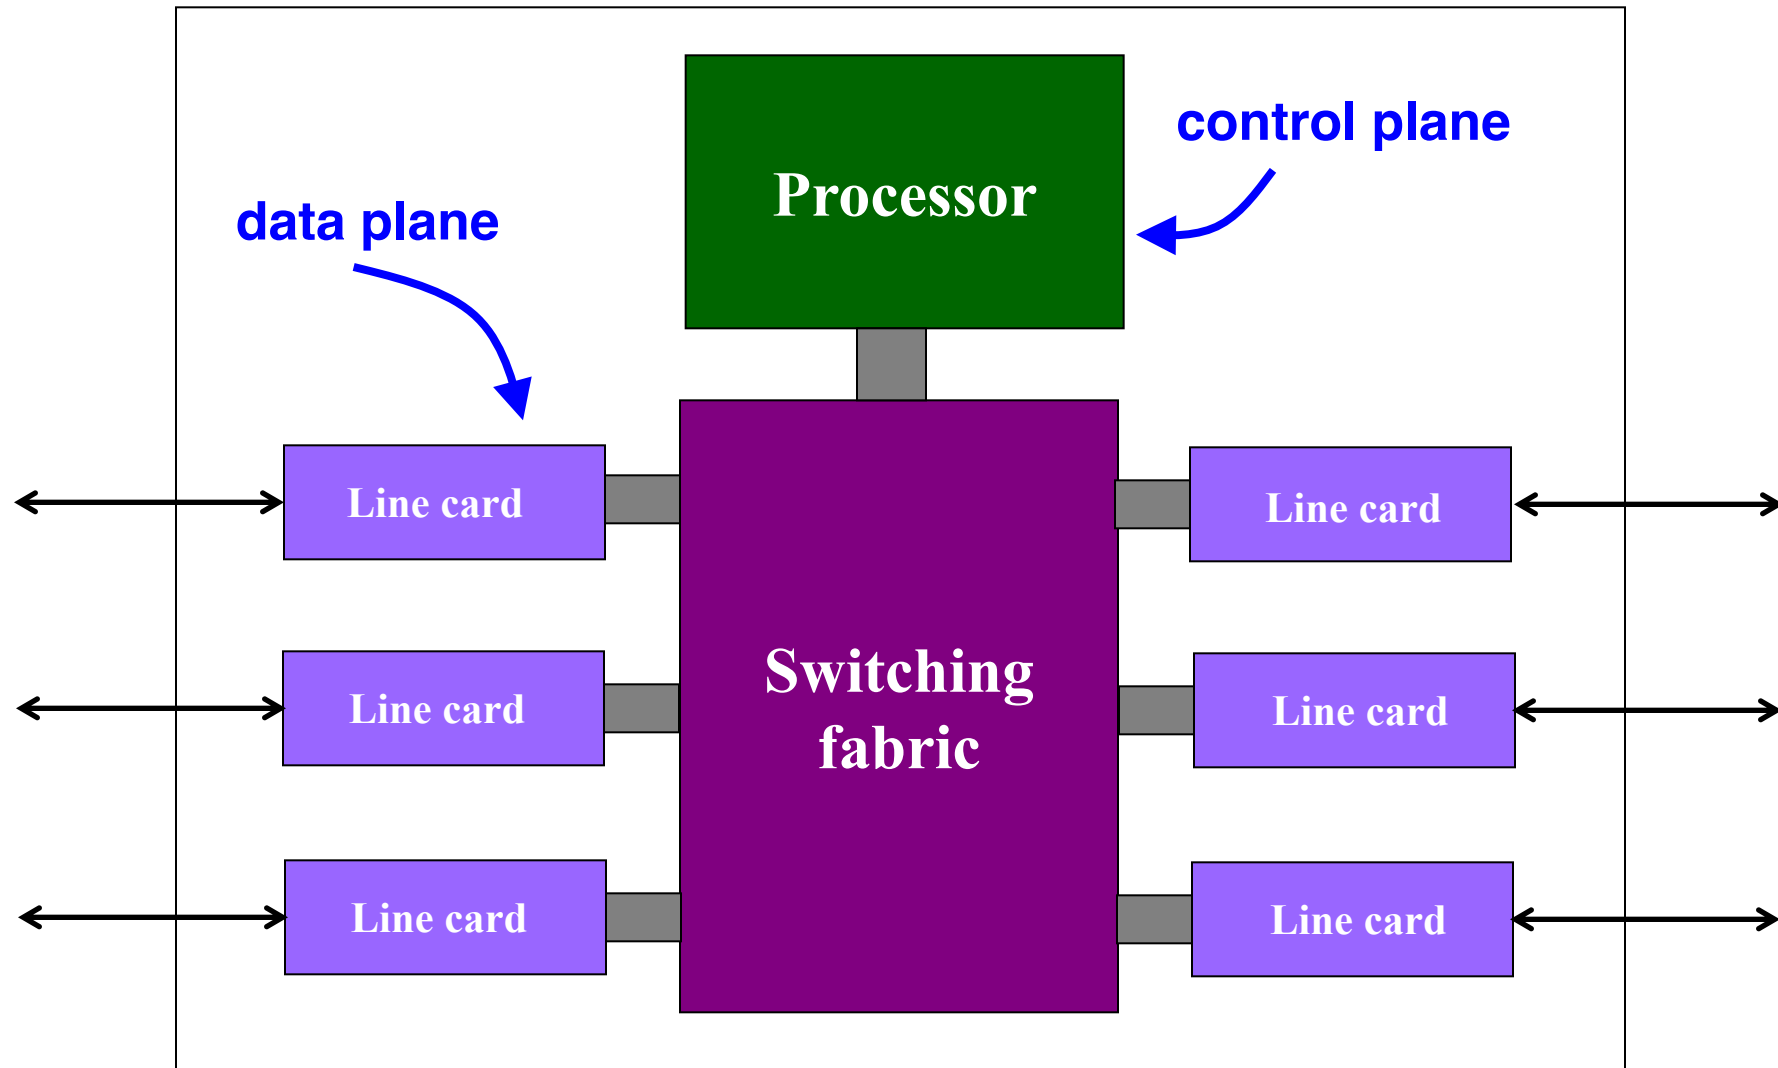 control plane
Processor
data plane
Line card
Line card
Switching
fabric
Line card
Line card
Line card
Line card